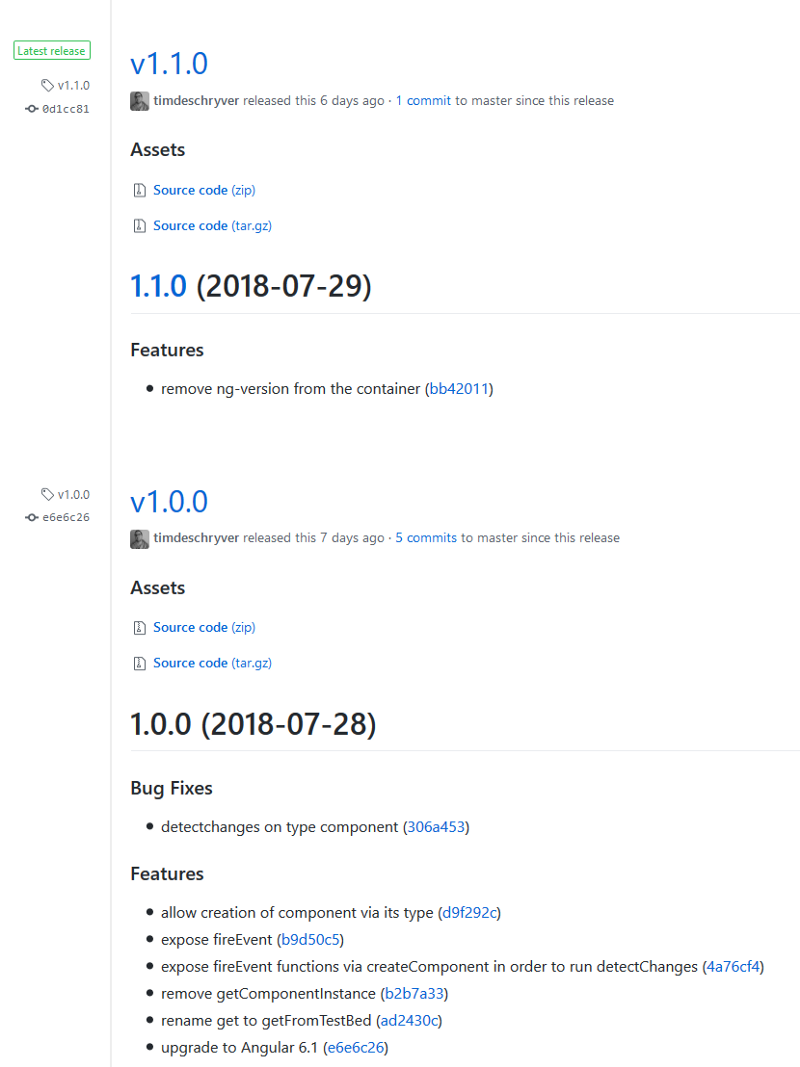 Latest release
v1.1.0
0d1cc81
v1.1.0
timdeschryver released this 6 days ago · 1 commit to master since this release
Assets
Source code (zip)
Source code (tar.gz)
1.1.0 (2018-07-29)
Features
• remove ng-version from the container (bb42011)
v1.0.0
e6e6c26
v1.0.0
timdeschryver released this 7 days ago · 5 commits to master since this release
Assets
Source code (zip)
Source code (tar.gz)
1.0.0 (2018-07-28)
Bug Fixes
• detectchanges on type component (306a453)
Features
• allow creation of component via its type (d9f292c)
• expose fireEvent (b9d50c5)
• expose fireEvent functions via createComponent in order to run detectChanges (4a76cf4)
• remove getComponentInstance (b2b7a33)
• rename get to getFromTestBed (ad2430c)
• upgrade to Angular 6.1 (e6e6c26)